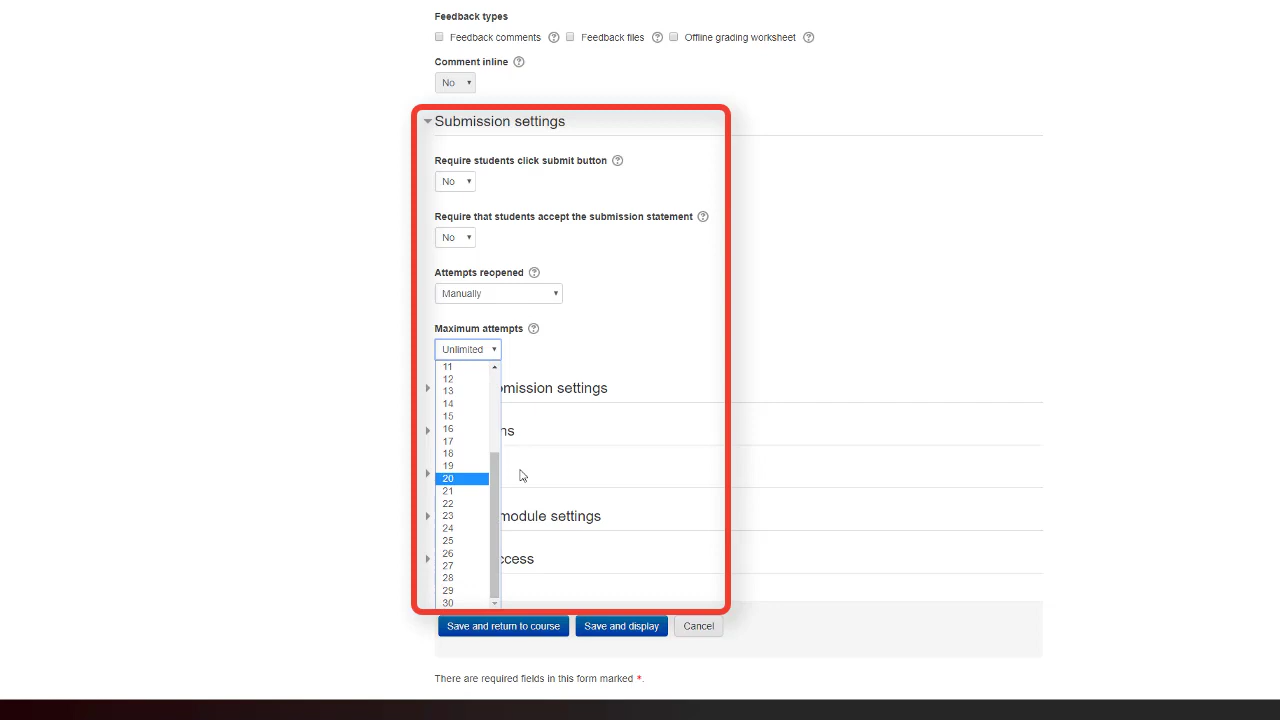 Feedback types
Feedback comments Feedback files Offline grading worksheet
Comment inline
No
Submission settings
Require students click submit button
No
Require that students accept the submission statement
No
Attempts reopened
Manually
Maximum attempts
Unlimited
11
12
13
14
15
16
17
18
19
20
21
22
23
24
25
26
27
28
29
30
mission settings
ns
module settings
ccess
Save and return to course Save and display Cancel
There are required fields in this form marked *.